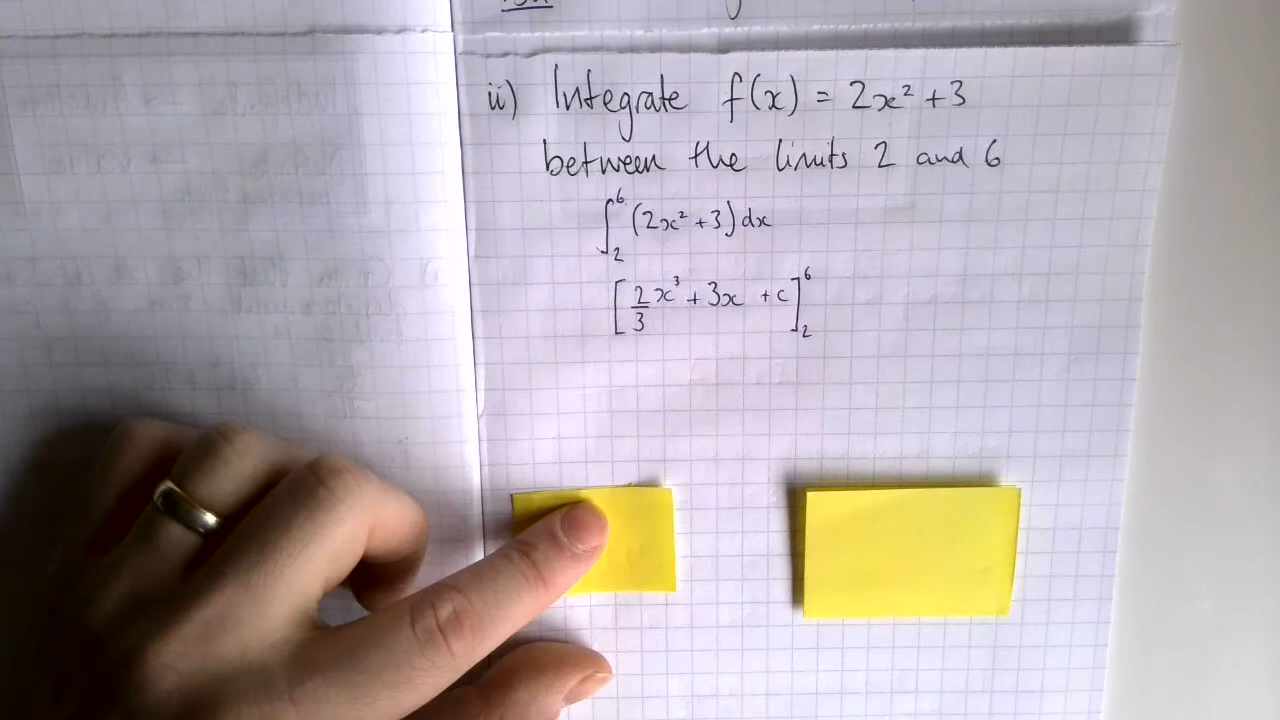 ii) Integrate f(x) = 2x² + 3
between the limits 2 and 6
∫₂⁶ (2x² + 3) dx
[2/3 x³ + 3x + c]₂⁶